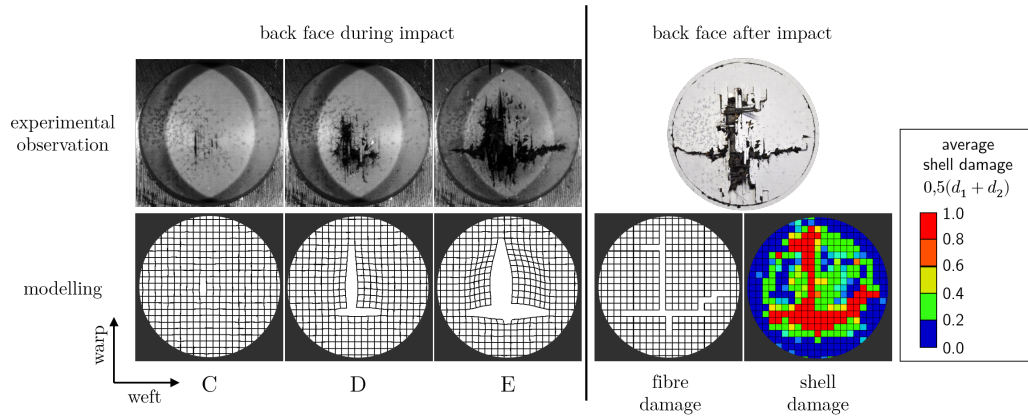 back face during impact
back face after impact
experimental
observation
average
shell damage
0,5(d₁ + d₂)
1.0
0.8
0.6
0.4
0.2
0.0
modelling
warp
weft
C
D
E
fibre
damage
shell
damage